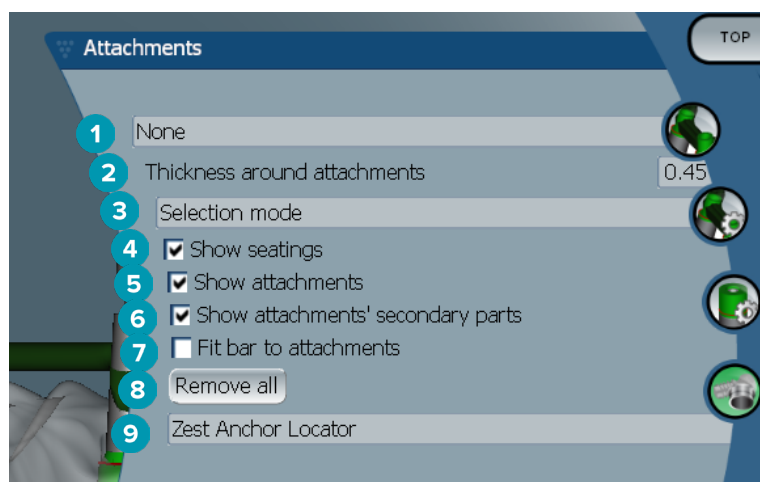 Attachments
TOP
1 None
2 Thickness around attachments 0.45
3 Selection mode
4 Show seatings
5 Show attachments
6 Show attachments' secondary parts
7 Fit bar to attachments
8 Remove all
9 Zest Anchor Locator